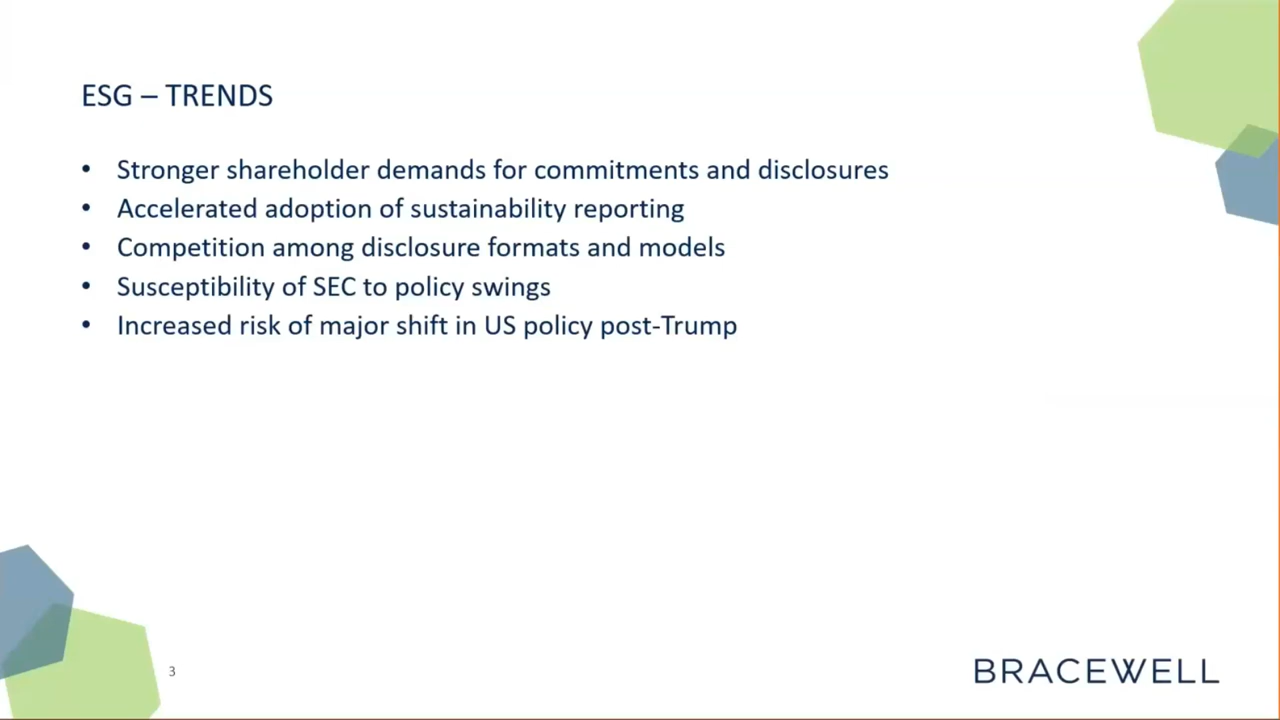 ESG – TRENDS
• Stronger shareholder demands for commitments and disclosures
• Accelerated adoption of sustainability reporting
• Competition among disclosure formats and models
• Susceptibility of SEC to policy swings
• Increased risk of major shift in US policy post-Trump
3
BRACEWELL